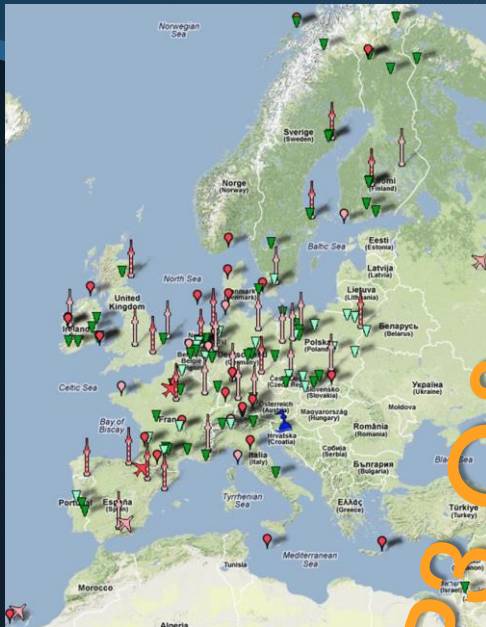 Norwegian
Sea
Sverige
(Sweden)
Norge
(Norway)
Suomi
(Finland)
Eesti
(Estonia)
Baltic Sea
Latvija
(Latvia)
North Sea
Lietuva
(Lithuania)
United
Kingdom
Беларусь
(Belarus)
Polska
(Poland)
Celtic Sea
Україна
(Ukraine)
Slovensko
(Slovakia)
Österreich
(Austria)
Magyarország
(Hungary)
Moldova
France
Bay of
Biscay
Hrvatska
(Croatia)
România
(Romania)
Србија
(Serbia)
Italia
(Italy)
България
(Bulgaria)
Portugal
España
(Spain)
Tyrrhenian
Sea
Ελλάς
(Greece)
Türkiye
(Turkey)
Mediterranean
Sea
Tunisia
Morocco
(Israel)
Algeria